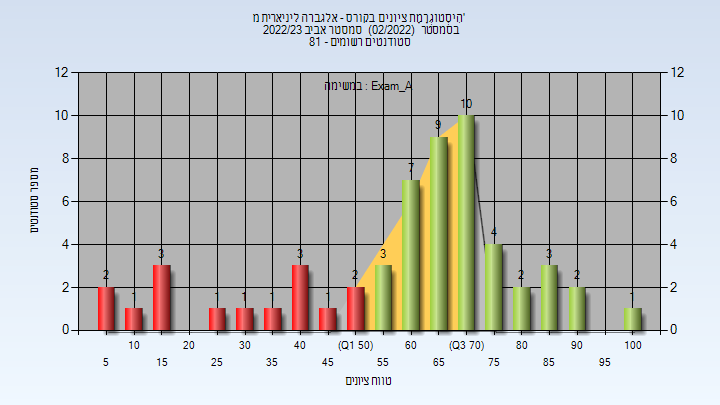 הִיסְטוֹגְרָמַת ציונים בקורס - אלגברה ליניארית מ'
בסמסטר (02/2022) סמסטר אביב 2022/23
סטודנטים רשומים - 81
במשימה : Exam_A
מספר סטודנטים
12 10 8 6 4 2 0
12 10 8 6 4 2 0
2 1 3 1 1 1 3 1 2 3 7 9 10 4 2 3 2 1
10 20 30 40 (Q1 50) 60 (Q3 70) 80 90 100
5 15 25 35 45 55 65 75 85 95
טווח ציונים